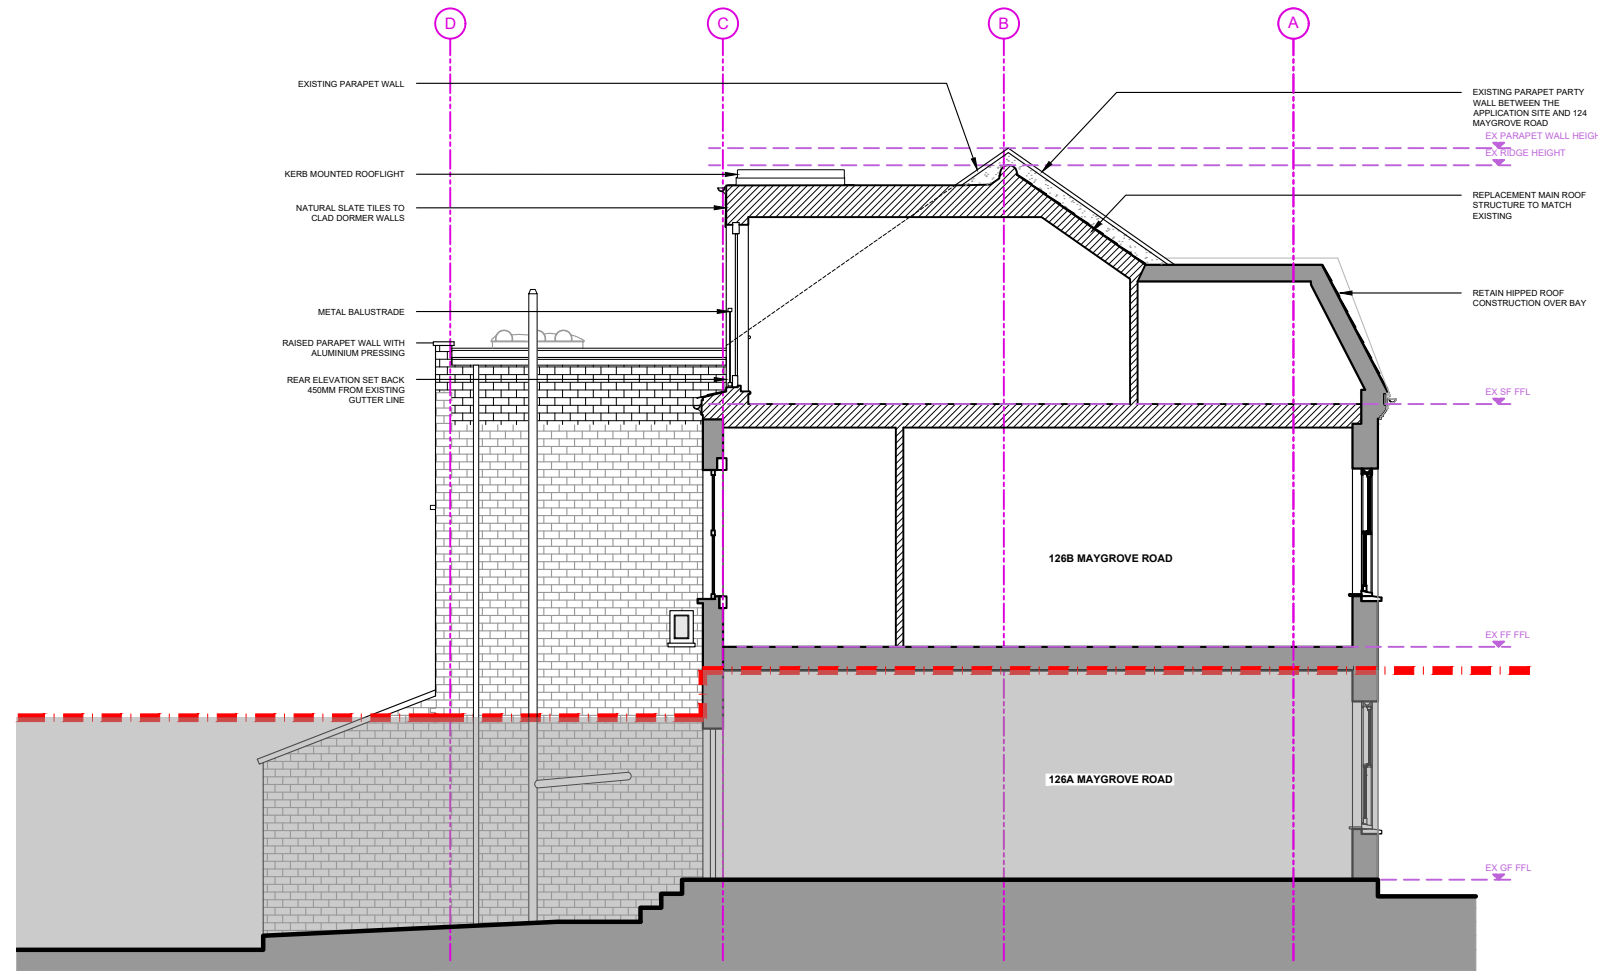 D
C
B
A
EXISTING PARAPET WALL
EXISTING PARAPET PARTY
WALL BETWEEN THE
APPLICATION SITE AND 124
MAYGROVE ROAD
EX PARAPET WALL HEIGH
EX RIDGE HEIGHT
KERB MOUNTED ROOFLIGHT
NATURAL SLATE TILES TO
CLAD DORMER WALLS
REPLACEMENT MAIN ROOF
STRUCTURE TO MATCH
EXISTING
RETAIN HIPPED ROOF
CONSTRUCTION OVER BAY
METAL BALUSTRADE
RAISED PARAPET WALL WITH
ALUMINIUM PRESSING
REAR ELEVATION SET BACK
450MM FROM EXISTING
GUTTER LINE
EX SF FFL
126B MAYGROVE ROAD
EX FF FFL
126A MAYGROVE ROAD
EX GF FFL